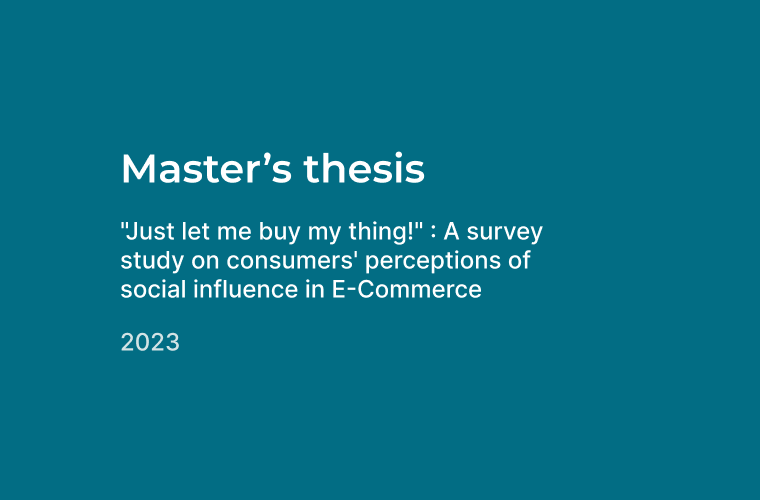 Master’s thesis
"Just let me buy my thing!" : A survey
study on consumers' perceptions of
social influence in E-Commerce
2023